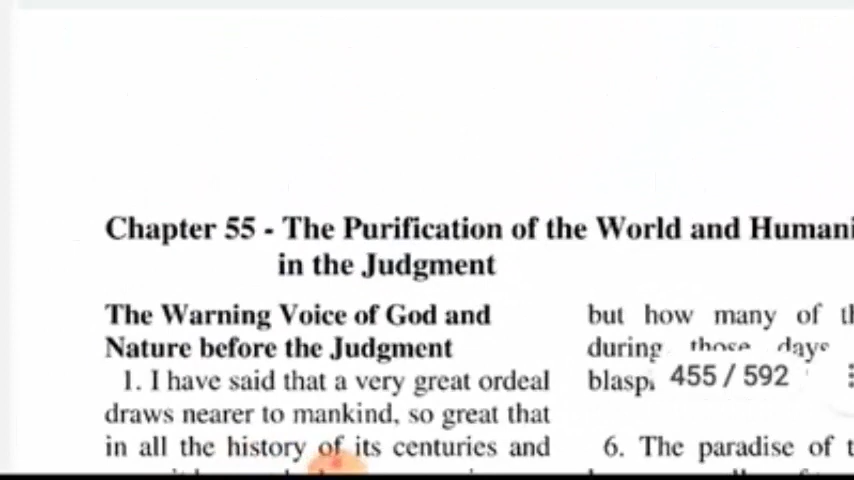 Chapter 55 - The Purification of the World and
in the Judgment
The Warning Voice of God and
Nature before the Judgment
1. I have said that a very great ordeal
draws nearer to mankind, so great that
in all the history of its centuries and
but how many of
during those days
455 / 592
6. The paradise of